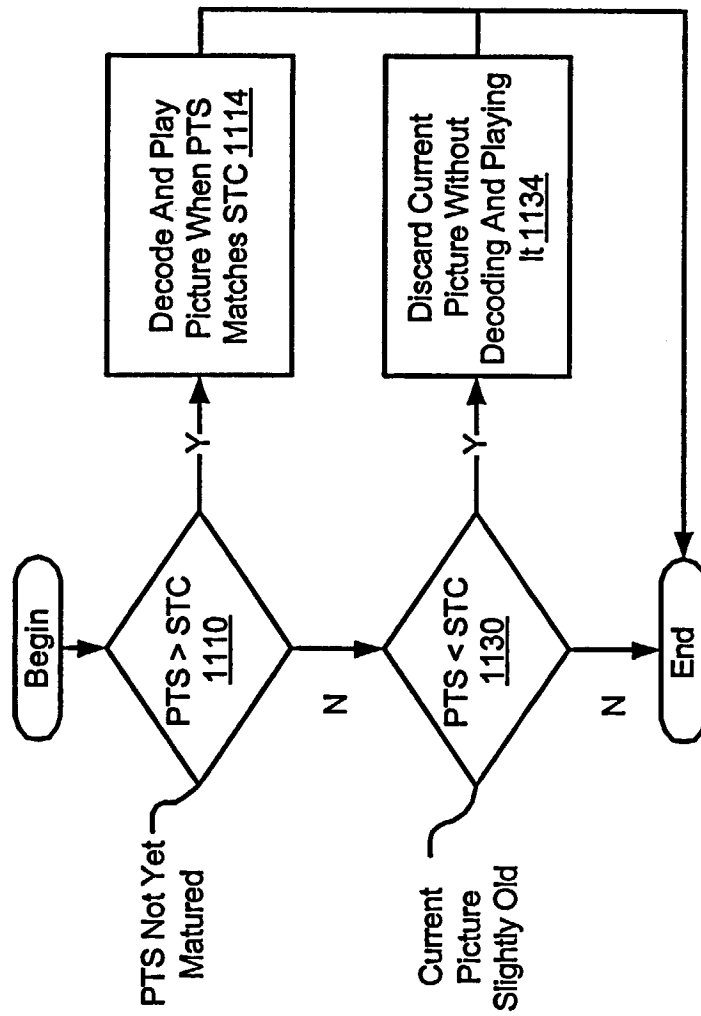 Begin
PTS Not Yet
Matured
PTS > STC
1110
Y
Decode And Play
Picture When PTS
Matches STC 1114
N
Current
Picture
Slightly Old
PTS < STC
1130
Y
Discard Current
Picture Without
Decoding And Playing
It 1134
N
End